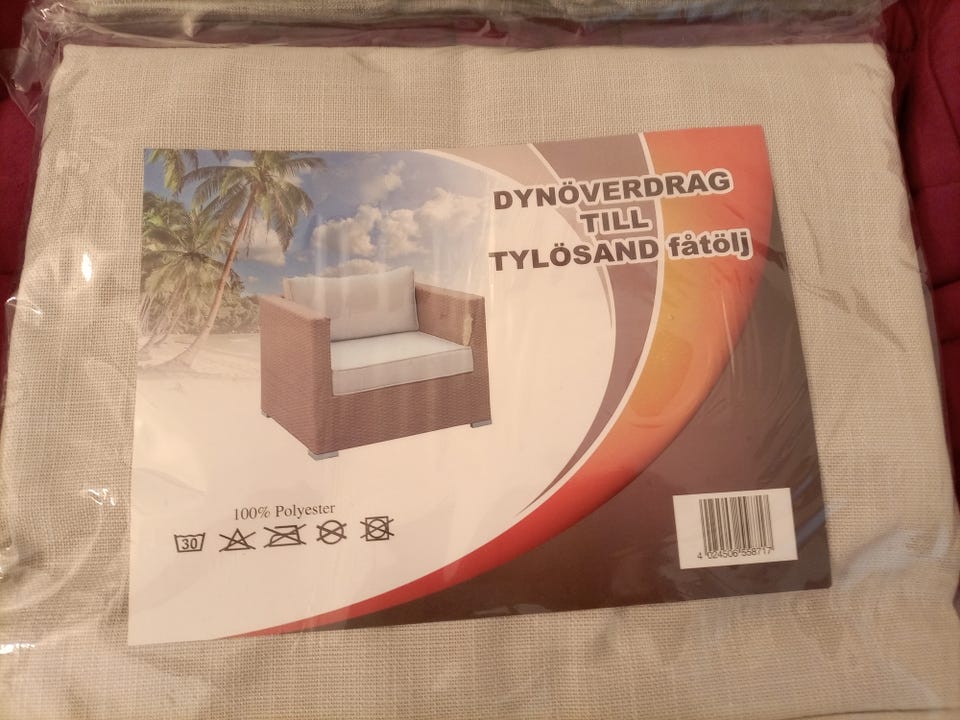 DYNÖVERDRAG
TILL
TYLÖSAND fåtölj
100% Polyester
30
4 024506 558717